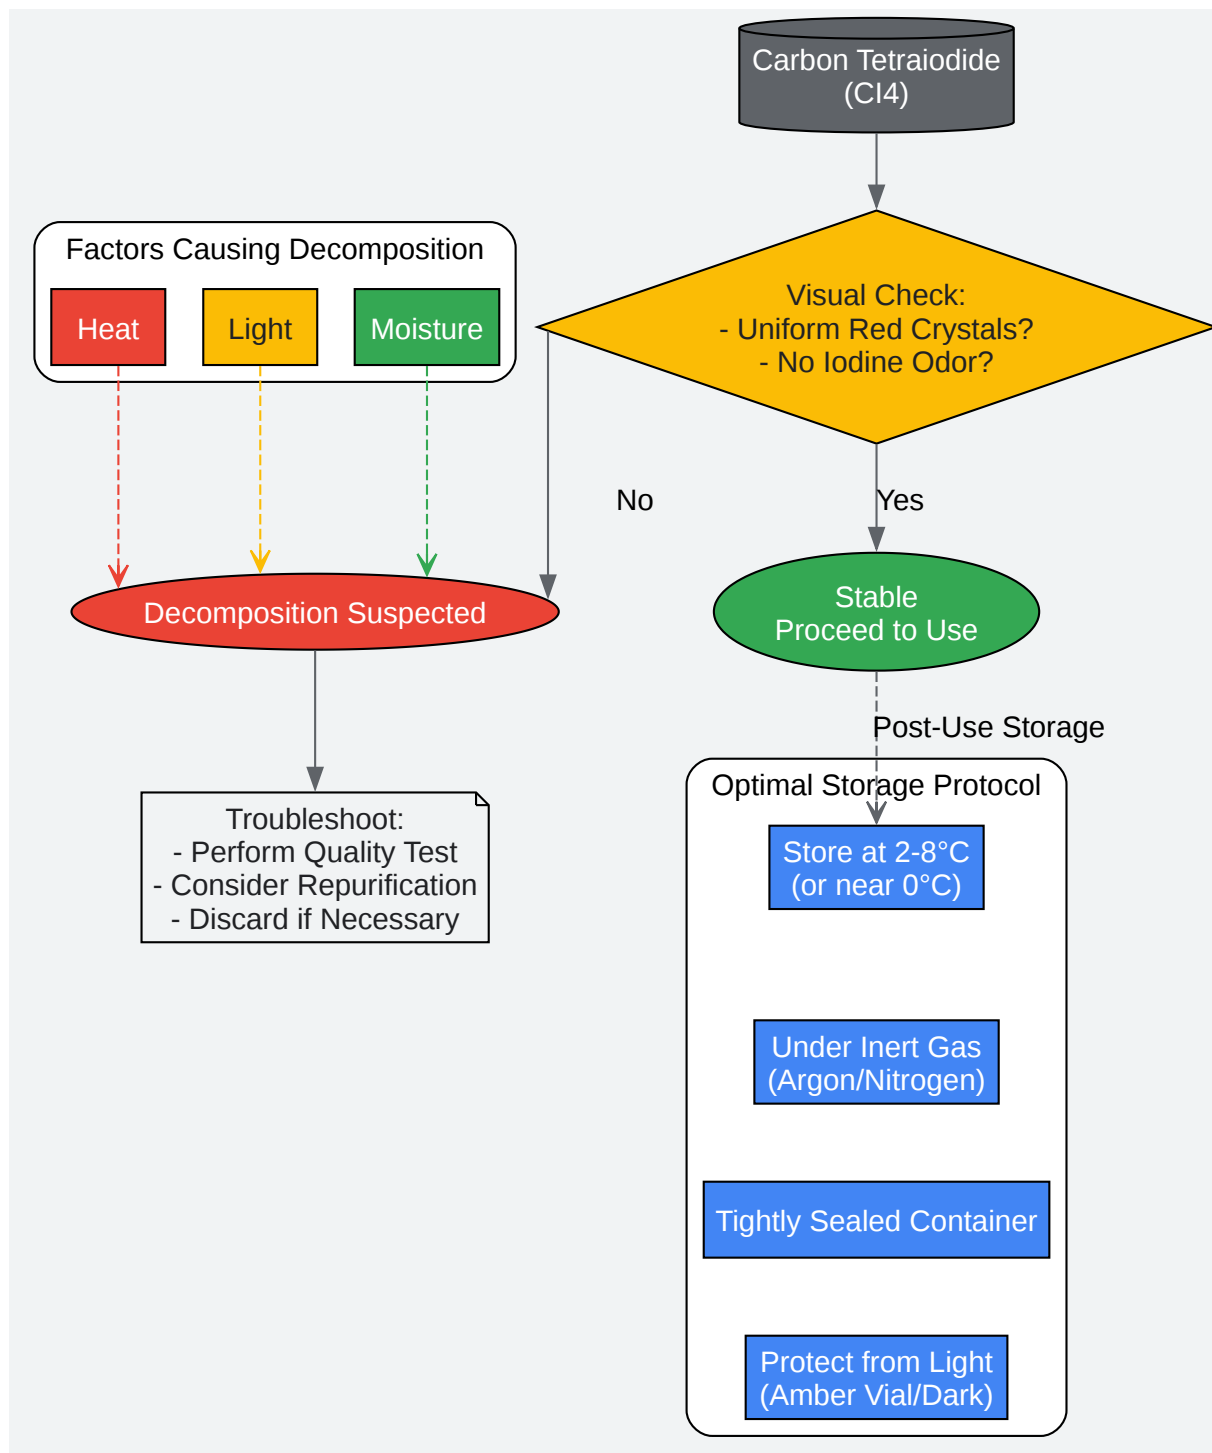 Carbon Tetraiodide
(CI4)
Factors Causing Decomposition
Heat
Light
Moisture
Visual Check:
- Uniform Red Crystals?
- No Iodine Odor?
No
Yes
Decomposition Suspected
Stable
Proceed to Use
Post-Use Storage
Troubleshoot:
- Perform Quality Test
- Consider Repurification
- Discard if Necessary
Optimal Storage Protocol
Store at 2-8°C
(or near 0°C)
Under Inert Gas
(Argon/Nitrogen)
Tightly Sealed Container
Protect from Light
(Amber Vial/Dark)